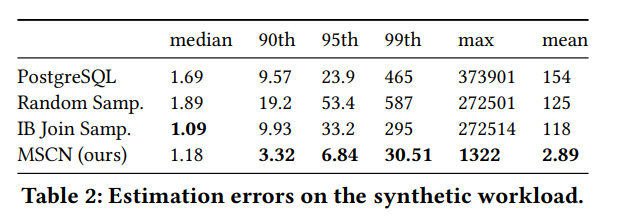 median 90th 95th 99th max mean
PostgreSQL 1.69 9.57 23.9 465 373901 154
Random Samp. 1.89 19.2 53.4 587 272501 125
IB Join Samp. 1.09 9.93 33.2 295 272514 118
MSCN (ours) 1.18 3.32 6.84 30.51 1322 2.89
Table 2: Estimation errors on the synthetic workload.